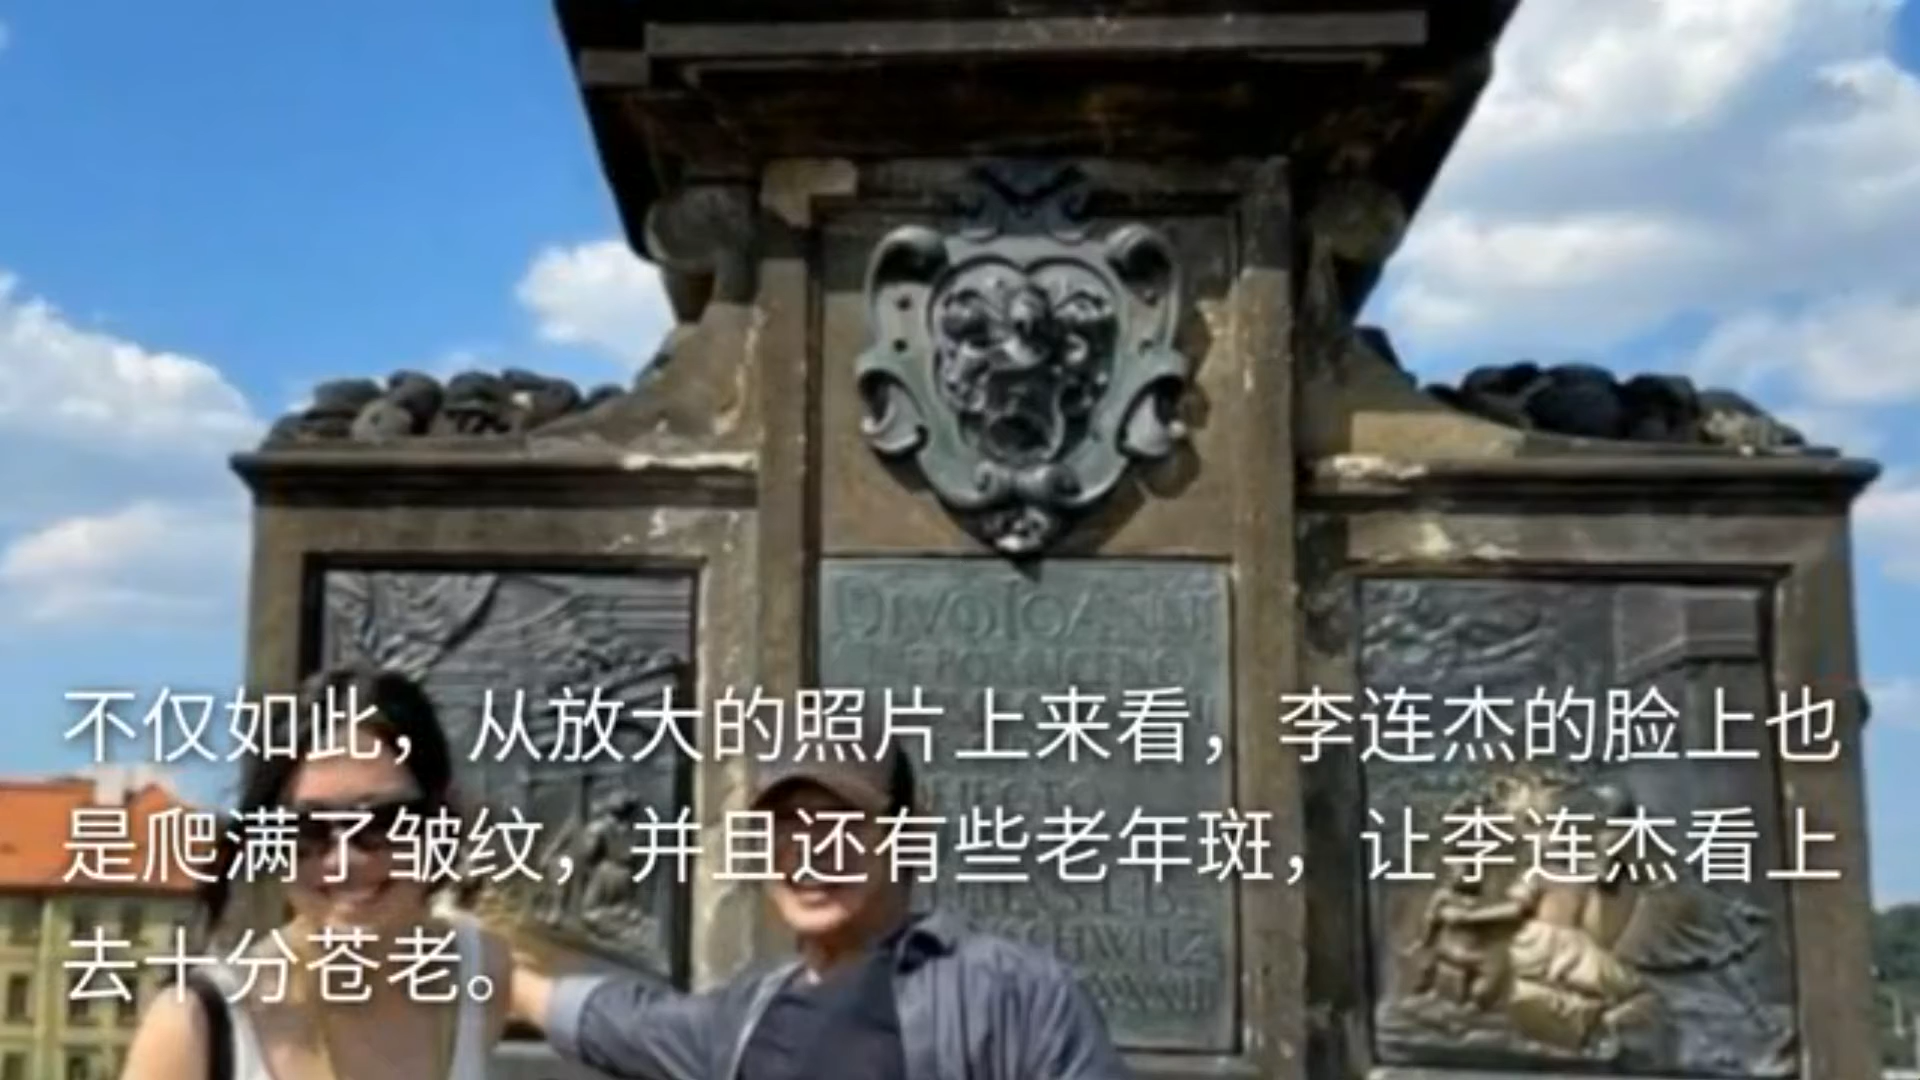 DIVO IOANNI
不仅如此，从放大的照片上来看，李连杰的脸上也
是爬满了皱纹，并且还有些老年斑，让李连杰看上
去十分苍老。